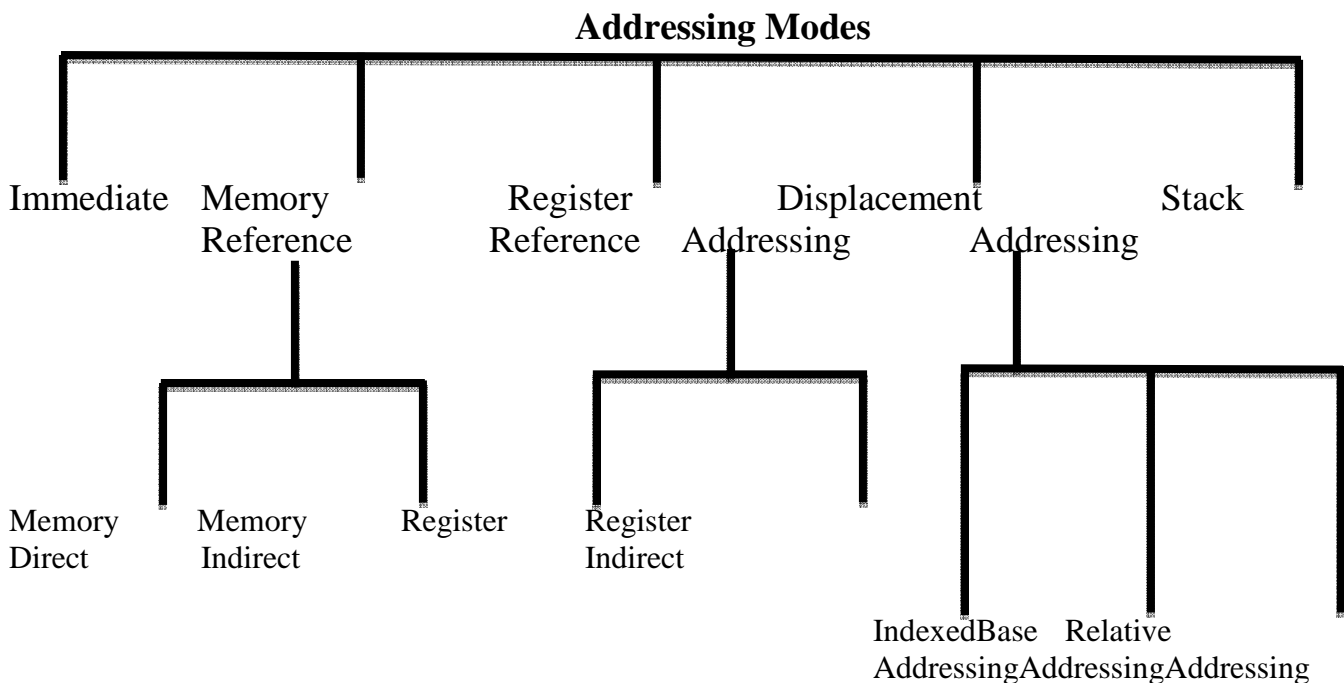 Addressing Modes
Immediate Memory Register Displacement Stack
Reference Reference Addressing Addressing
Memory Memory Register Register
Direct Indirect Indirect
IndexedBase Relative
AddressingAddressingAddressing